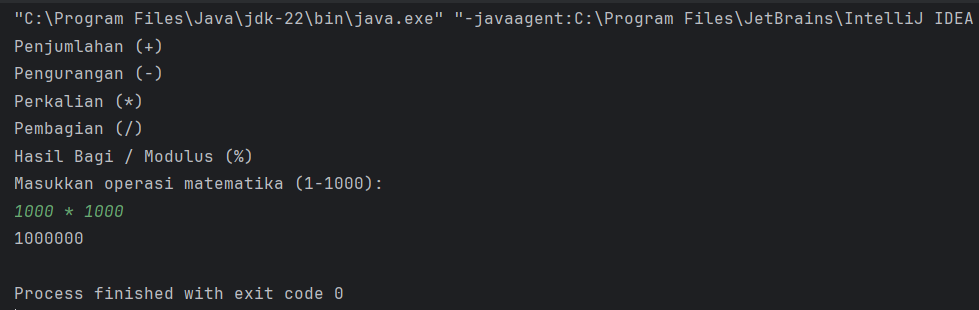 "C:\Program Files\Java\jdk-22\bin\java.exe" "-javaagent:C:\Program Files\JetBrains\IntelliJ IDEA
Penjumlahan (+)
Pengurangan (-)
Perkalian (*)
Pembagian (/)
Hasil Bagi / Modulus (%)
Masukkan operasi matematika (1-1000):
1000 * 1000
1000000
Process finished with exit code 0